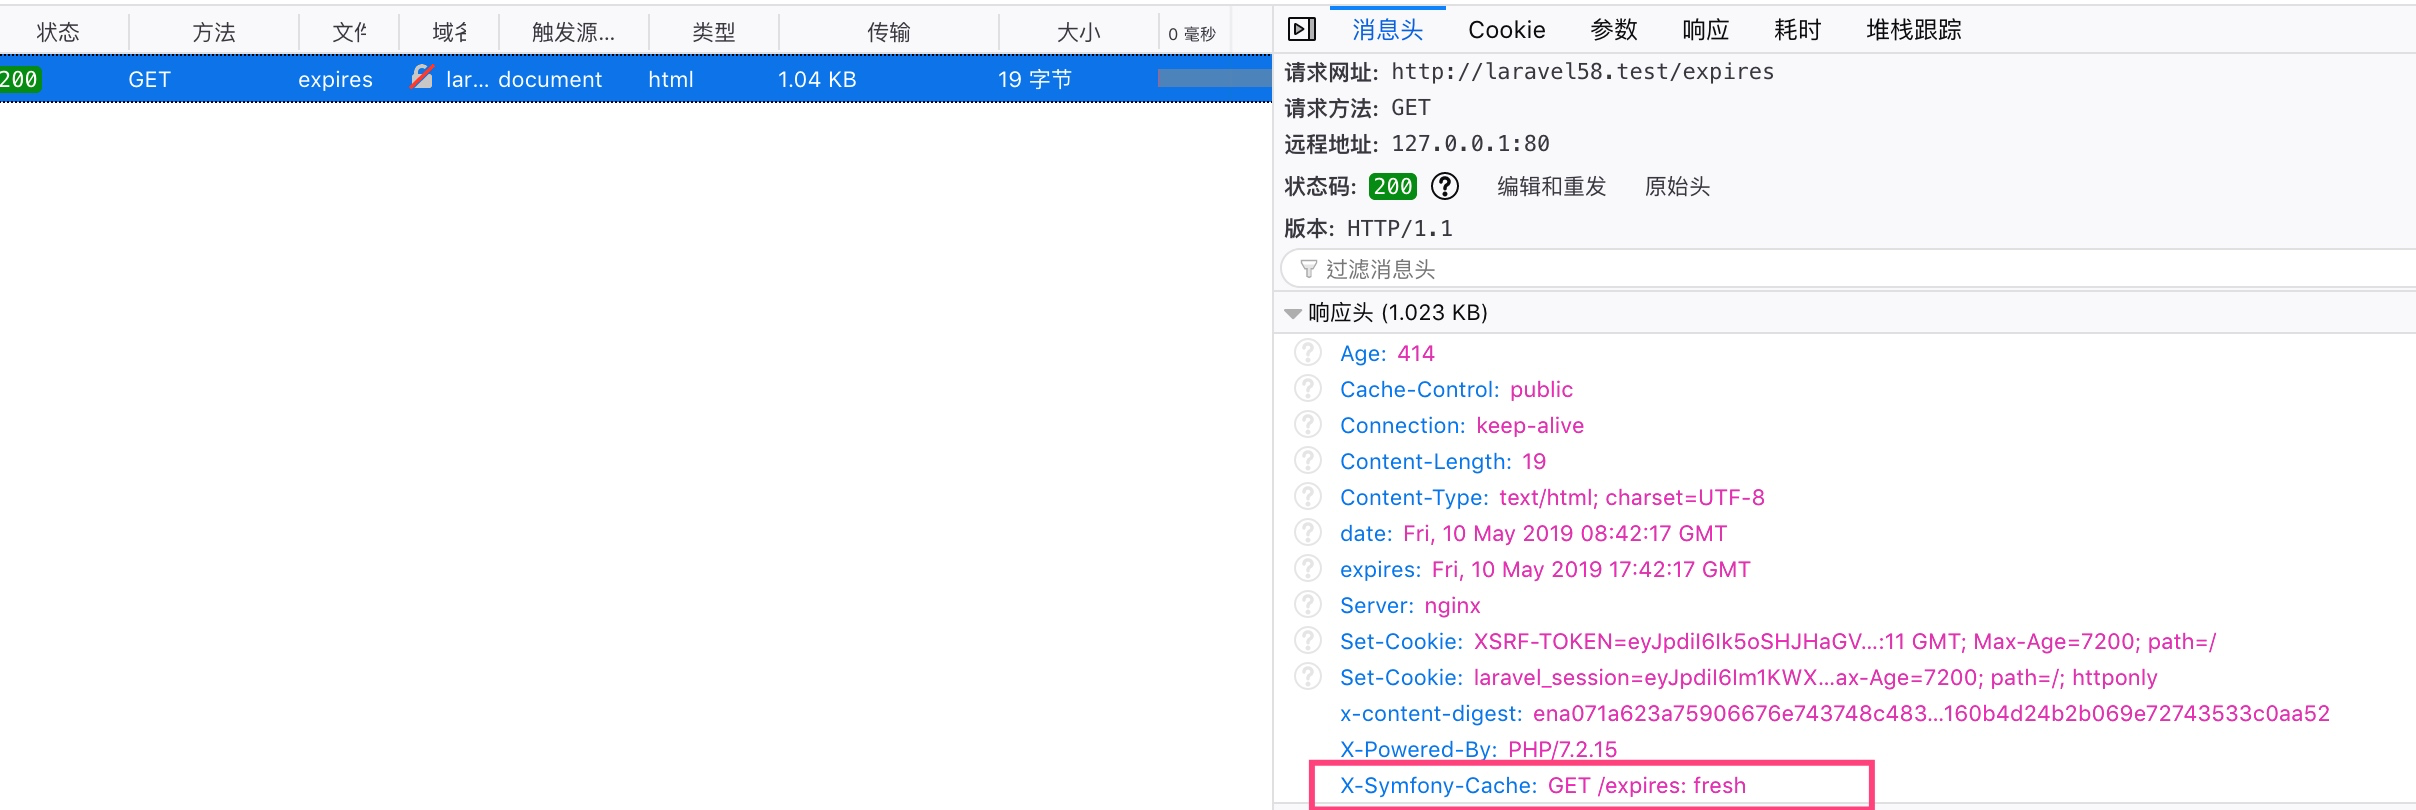 状态 方法 文件 域名 触发源... 类型 传输 大小 0 毫秒
200 GET expires lar... document html 1.04 KB 19 字节
消息头 Cookie 参数 响应 耗时 堆栈跟踪
请求网址: http://laravel58.test/expires
请求方法: GET
远程地址: 127.0.0.1:80
状态码: 200 ? 编辑和重发 原始头
版本: HTTP/1.1
过滤消息头
响应头 (1.023 KB)
? Age: 414
? Cache-Control: public
? Connection: keep-alive
? Content-Length: 19
? Content-Type: text/html; charset=UTF-8
? date: Fri, 10 May 2019 08:42:17 GMT
? expires: Fri, 10 May 2019 17:42:17 GMT
? Server: nginx
? Set-Cookie: XSRF-TOKEN=eyJpdiI6Ik5oSHJHaGV...:11 GMT; Max-Age=7200; path=/
? Set-Cookie: laravel_session=eyJpdiI6Im1KWX...ax-Age=7200; path=/; httponly
x-content-digest: ena071a623a75906676e743748c483...160b4d24b2b069e72743533c0aa52
X-Powered-By: PHP/7.2.15
X-Symfony-Cache: GET /expires: fresh